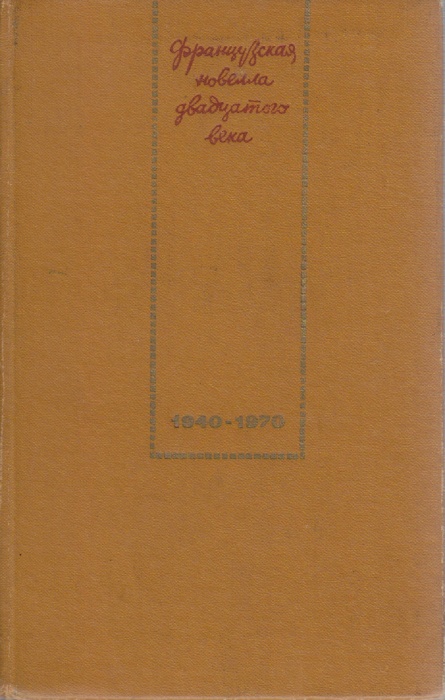 Французская
новелла
двадцатого
века
1940-1970